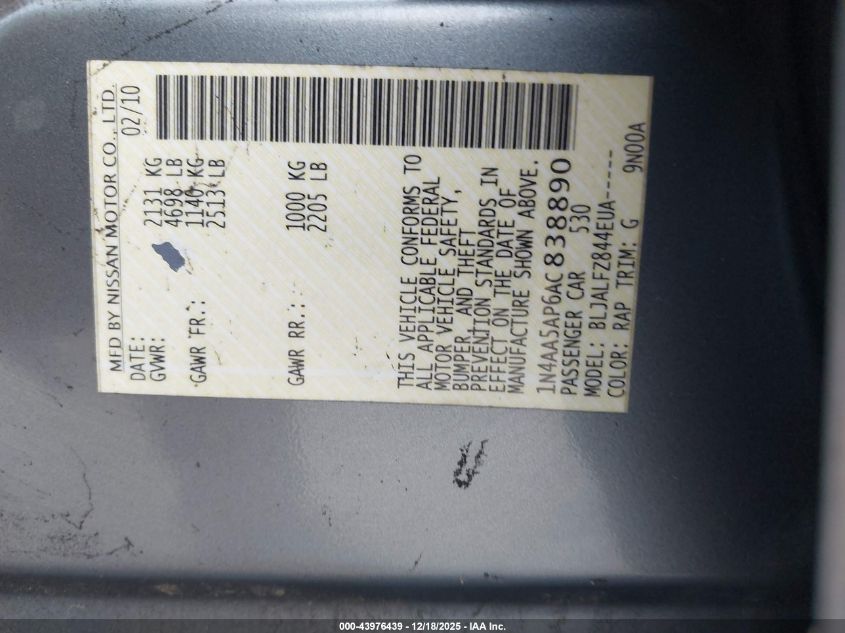 MFD BY NISSAN MOTOR CO., LTD.
DATE: 02/10
GVWR: 2131 KG
4698 LB
GAWR FR.: 1140 KG
2513 LB
GAWR RR.: 1000 KG
2205 LB
THIS VEHICLE CONFORMS TO
ALL APPLICABLE FEDERAL
MOTOR VEHICLE SAFETY,
BUMPER, AND THEFT
PREVENTION STANDARDS IN
EFFECT ON THE DATE OF
MANUFACTURE SHOWN ABOVE.
1N4AA5AP6AC838890
PASSENGER CAR 530
MODEL: BLJALFZ844EUA-----
COLOR: RAP TRIM: G 9N00A
000-43976439 - 12/18/2025 - IAA Inc.